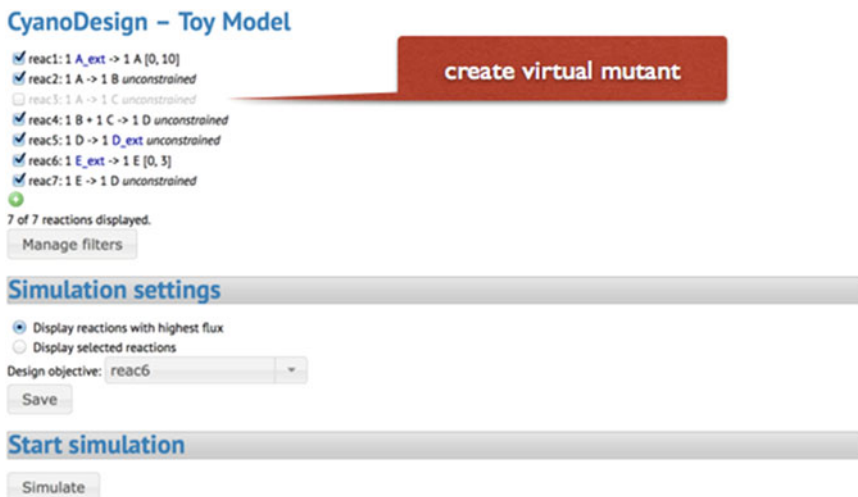 CyanoDesign – Toy Model
reac1: 1 A_ext -> 1 A [0, 10]
create virtual mutant
reac2: 1 A -> 1 B unconstrained
reac3: 1 A -> 1 C unconstrained
reac4: 1 B + 1 C -> 1 D unconstrained
reac5: 1 D -> 1 D_ext unconstrained
reac6: 1 E_ext -> 1 E [0, 3]
reac7: 1 E -> 1 D unconstrained
7 of 7 reactions displayed.
Manage filters
Simulation settings
Display reactions with highest flux
Display selected reactions
Design objective: reac6
Save
Start simulation
Simulate